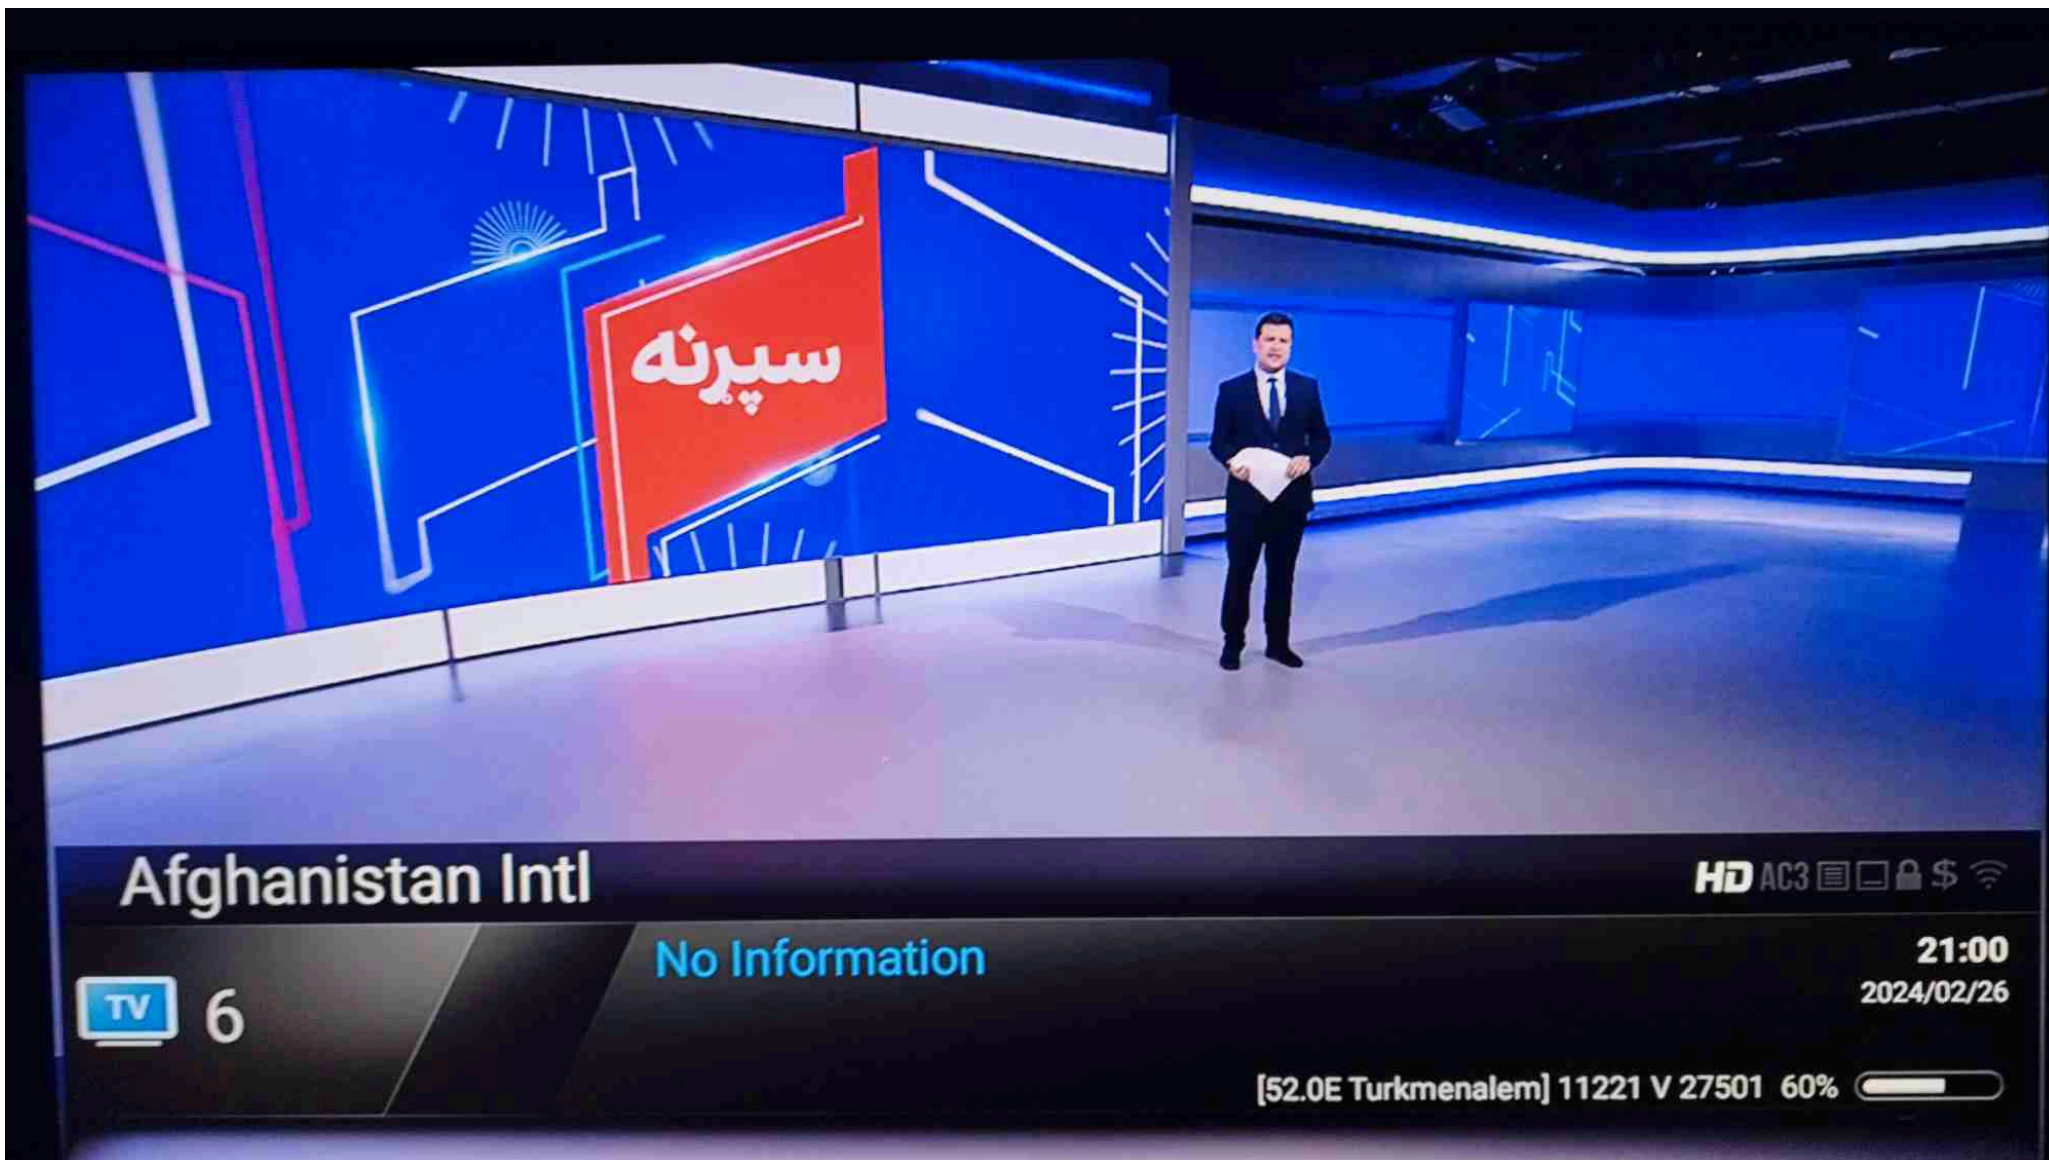 سپړنه
Afghanistan Intl
HD AC3 $
TV 6
No Information
21:00
2024/02/26
[52.0E Turkmenalem] 11221 V 27501 60%